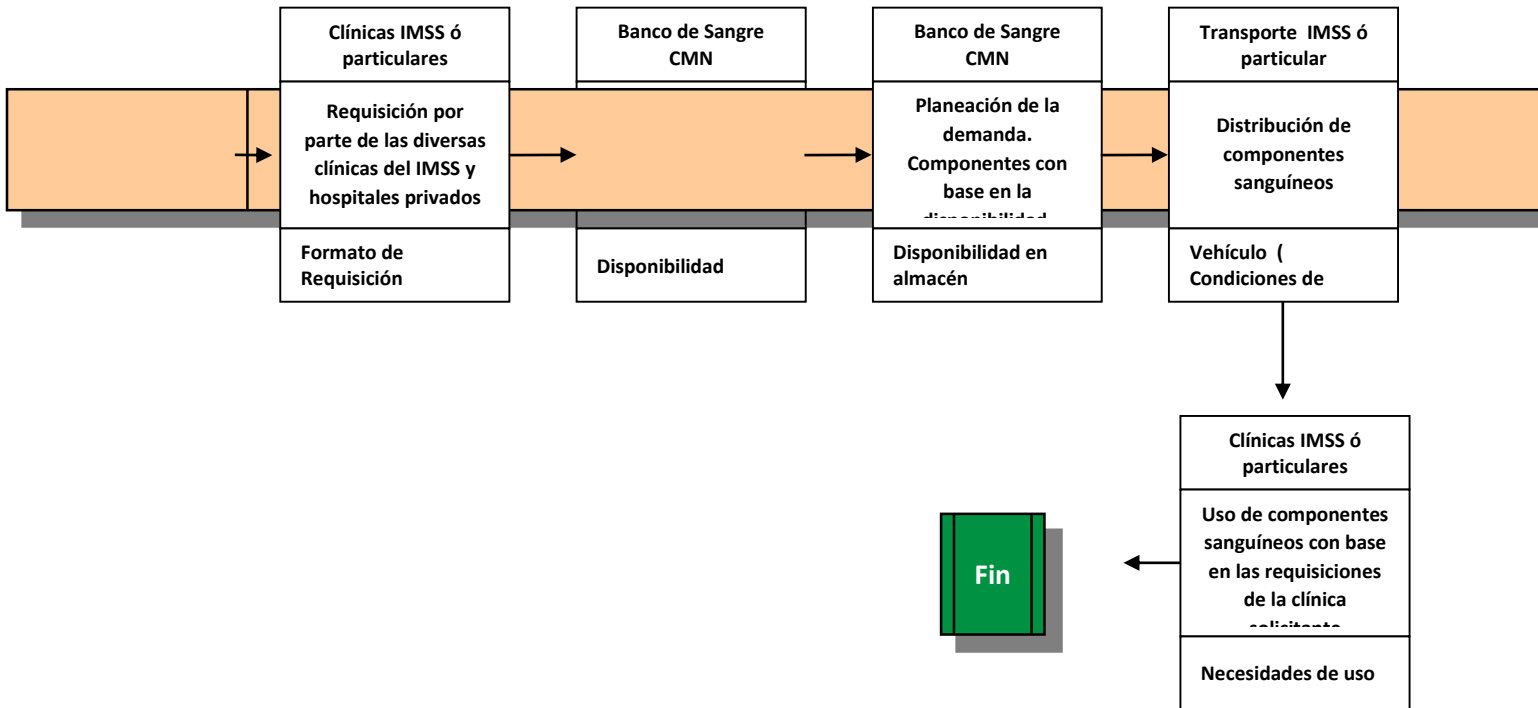 Clínicas IMSS ó
particulares
Requisición por
parte de las diversas
clínicas del IMSS y
hospitales privados
Formato de
Requisición
Banco de Sangre
CMN
Disponibilidad
Banco de Sangre
CMN
Planeación de la
demanda.
Componentes con
base en la
disponibilidad
Disponibilidad en
almacén
Transporte IMSS ó
particular
Distribución de
componentes
sanguíneos
Vehículo (
Condiciones de
Clínicas IMSS ó
particulares
Uso de componentes
sanguíneos con base
en las requisiciones
de la clínica
solicitante
Necesidades de uso
Fin